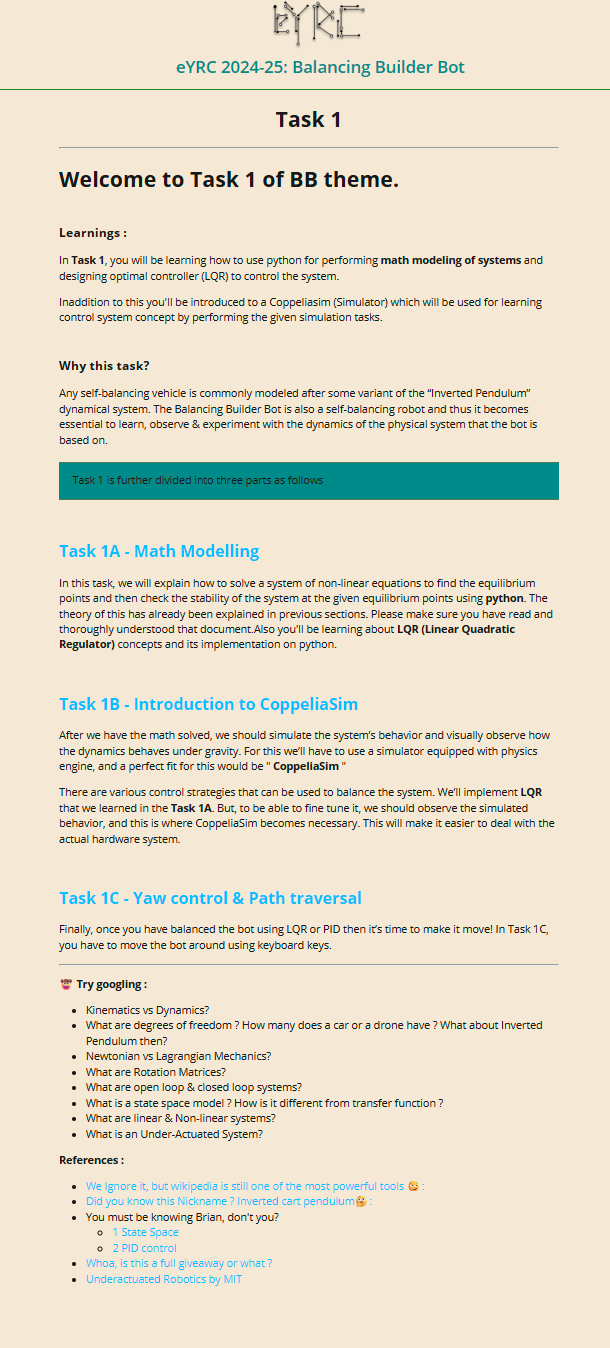 eYRC
eYRC 2024-25: Balancing Builder Bot
Task 1
Welcome to Task 1 of BB theme.
Learnings :
In Task 1, you will be learning how to use python for performing math modeling of systems and
designing optimal controller (LQR) to control the system.
Inaddition to this you'll be introduced to a Coppeliasim (Simulator) which will be used for learning
control system concept by performing the given simulation tasks.
Why this task?
Any self-balancing vehicle is commonly modeled after some variant of the “Inverted Pendulum”
dynamical system. The Balancing Builder Bot is also a self-balancing robot and thus it becomes
essential to learn, observe & experiment with the dynamics of the physical system that the bot is
based on.
Task 1 is further divided into three parts as follows
Task 1A - Math Modelling
In this task, we will explain how to solve a system of non-linear equations to find the equilibrium
points and then check the stability of the system at the given equilibrium points using python. The
theory of this has already been explained in previous sections. Please make sure you have read and
thoroughly understood that document.Also you'll be learning about LQR (Linear Quadratic
Regulator) concepts and its implementation on python.
Task 1B - Introduction to CoppeliaSim
After we have the math solved, we should simulate the system’s behavior and visually observe how
the dynamics behaves under gravity. For this we’ll have to use a simulator equipped with physics
engine, and a perfect fit for this would be " CoppeliaSim "
There are various control strategies that can be used to balance the system. We’ll implement LQR
that we learned in the Task 1A. But, to be able to fine tune it, we should observe the simulated
behavior, and this is where CoppeliaSim becomes necessary. This will make it easier to deal with the
actual hardware system.
Task 1C - Yaw control & Path traversal
Finally, once you have balanced the bot using LQR or PID then it’s time to make it move! In Task 1C,
you have to move the bot around using keyboard keys.
Try googling :
Kinematics vs Dynamics?
What are degrees of freedom ? How many does a car or a drone have ? What about Inverted
Pendulum then?
Newtonian vs Lagrangian Mechanics?
What are Rotation Matrices?
What are open loop & closed loop systems?
What is a state space model ? How is it different from transfer function ?
What are linear & Non-linear systems?
What is an Under-Actuated System?
References :
We Ignore it, but wikipedia is still one of the most powerful tools 😉 :
Did you know this Nickname ? Inverted cart pendulum🤔 :
You must be knowing Brian, don't you?
1 State Space
2 PID control
Whoa, is this a full giveaway or what ?
Underactuated Robotics by MIT